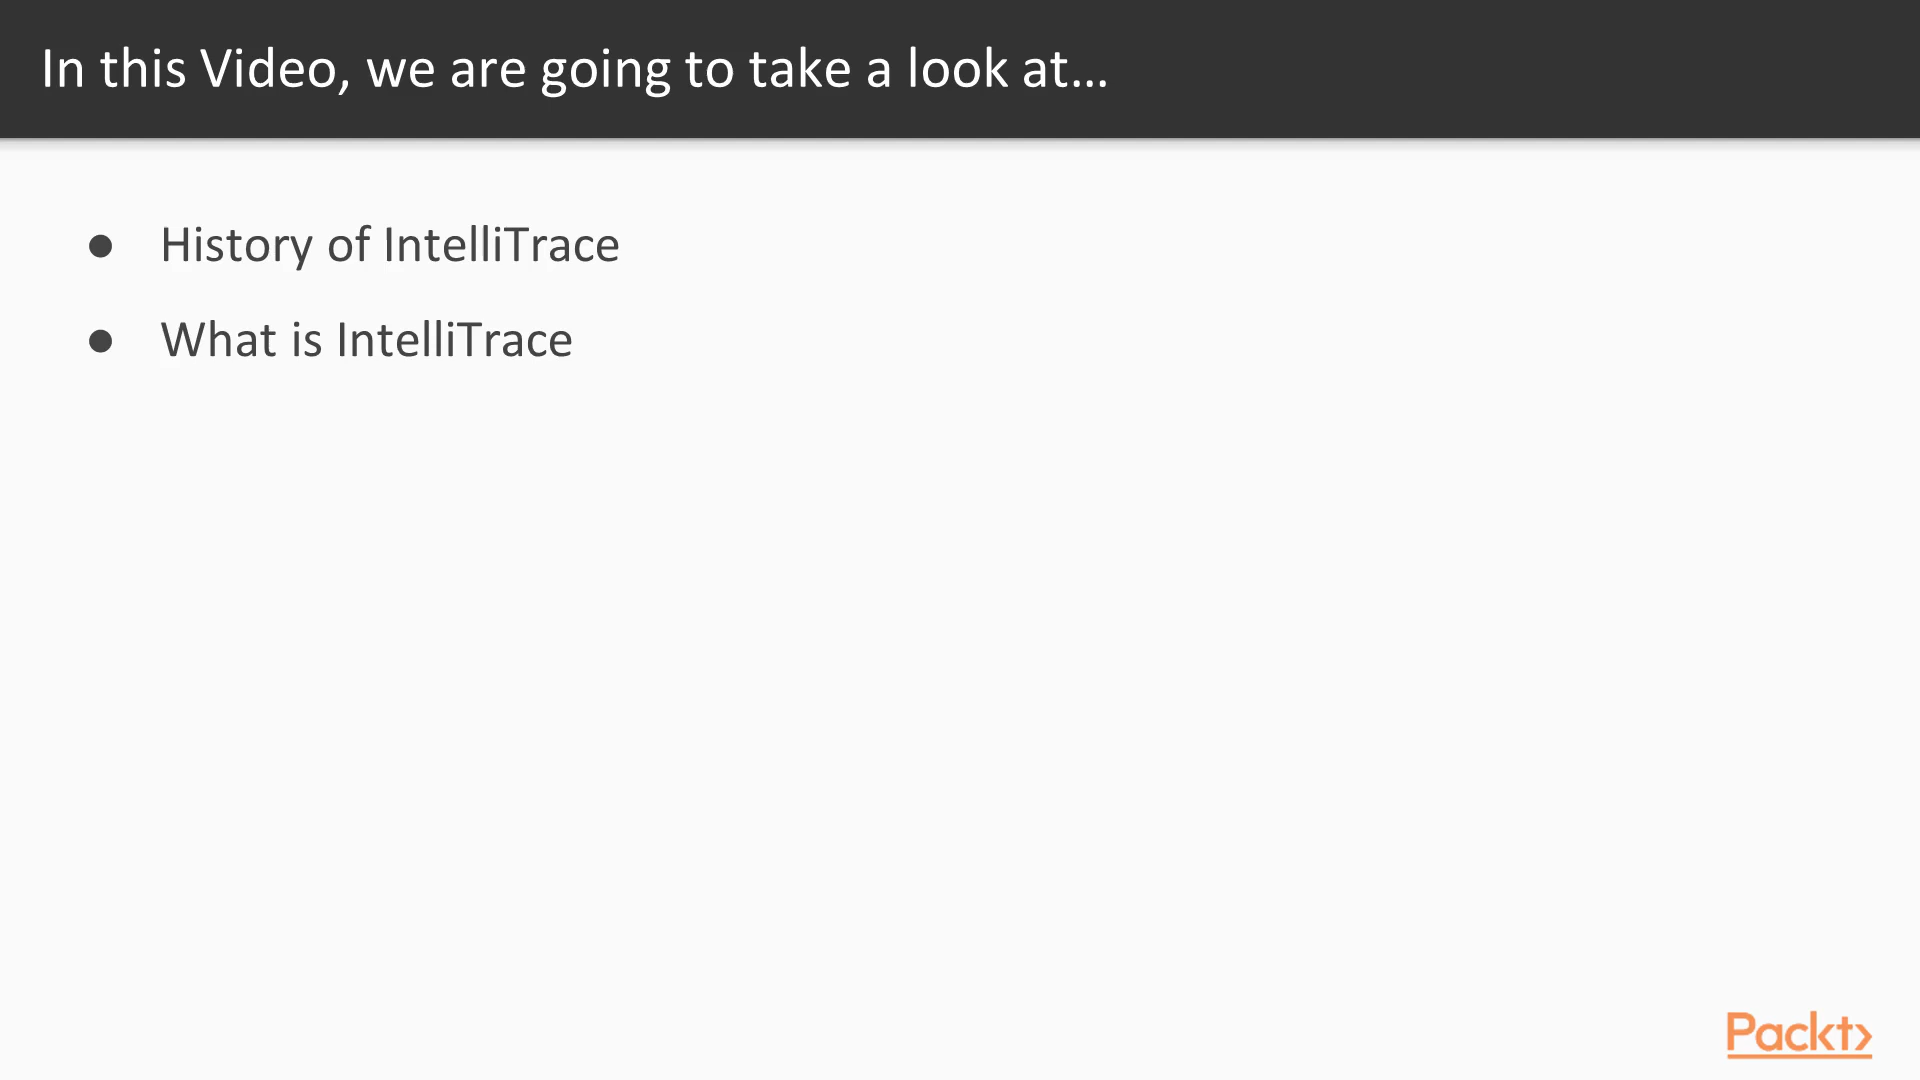 In this Video, we are going to take a look at…
● History of IntelliTrace
● What is IntelliTrace
Packt>